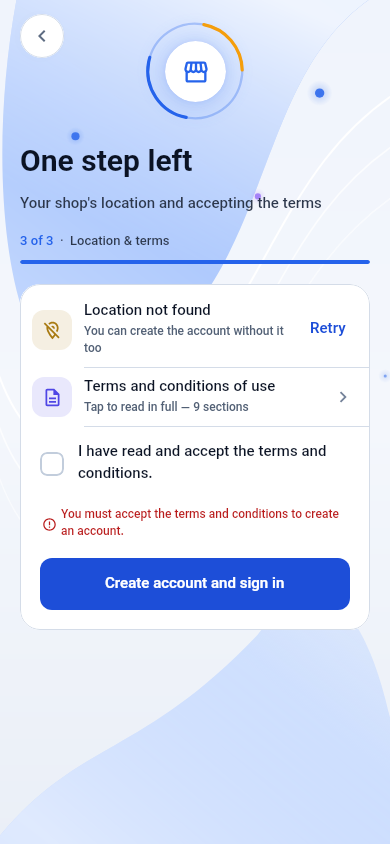 One step left
Your shop's location and accepting the terms
3 of 3 · Location & terms
Location not found
You can create the account without it
too
Retry
Terms and conditions of use
Tap to read in full — 9 sections
I have read and accept the terms and
conditions.
You must accept the terms and conditions to create
an account.
Create account and sign in